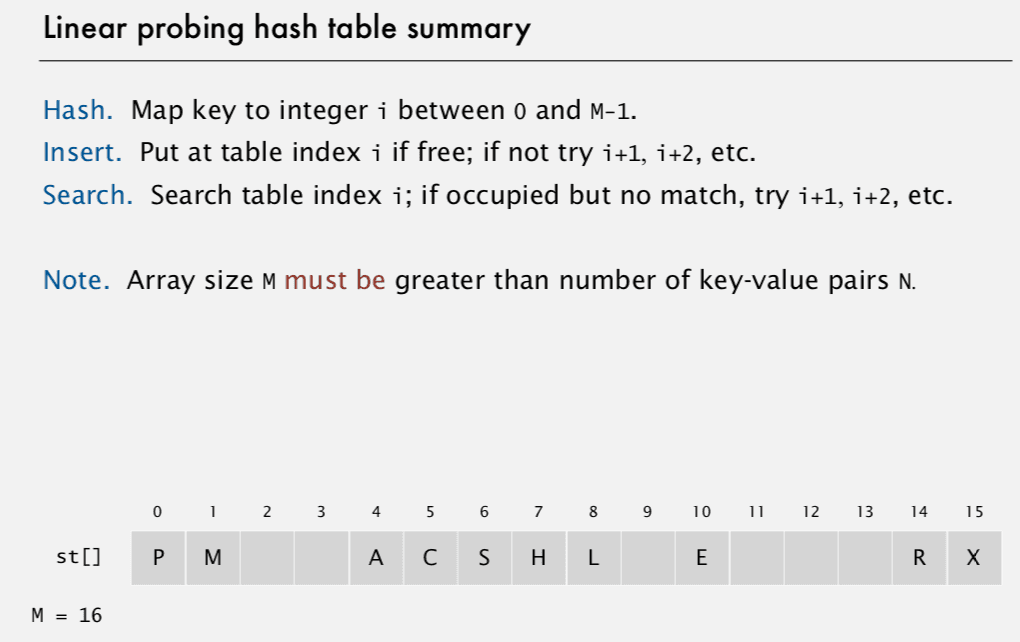 Linear probing hash table summary
Hash. Map key to integer i between 0 and M-1.
Insert. Put at table index i if free; if not try i+1, i+2, etc.
Search. Search table index i; if occupied but no match, try i+1, i+2, etc.
Note. Array size M must be greater than number of key-value pairs N.
0 1 2 3 4 5 6 7 8 9 10 11 12 13 14 15
st[] P M A C S H L E R X
M = 16